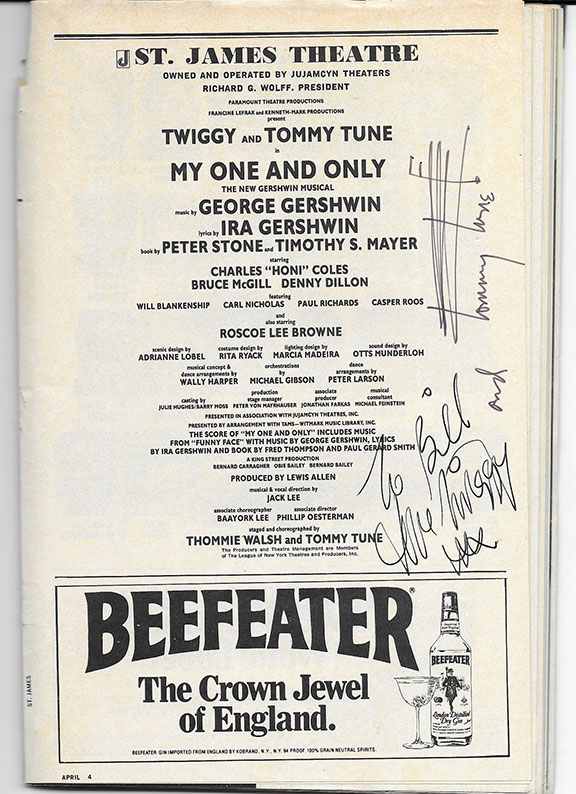 J ST. JAMES THEATRE
OWNED AND OPERATED BY JUJAMCYN THEATERS
RICHARD G. WOLFF, PRESIDENT
PARAMOUNT THEATRE PRODUCTIONS
FRANCINE LEFRAK and KENNETH-MARK PRODUCTIONS
present
TWIGGY AND TOMMY TUNE
in
MY ONE AND ONLY
THE NEW GERSHWIN MUSICAL
music by GEORGE GERSHWIN
lyrics by IRA GERSHWIN
book by PETER STONE and TIMOTHY S. MAYER
starring
CHARLES "HONI" COLES
BRUCE McGILL DENNY DILLON
featuring
WILL BLANKENSHIP CARL NICHOLAS PAUL RICHARDS CASPER ROOS
and
also starring
ROSCOE LEE BROWNE
scenic design by costume design by lighting design by sound design by
ADRIANNE LOBEL RITA RYACK MARCIA MADEIRA OTTS MUNDERLOH
musical concept & dance arrangements by orchestrations by dance arrangements by
WALLY HARPER MICHAEL GIBSON PETER LARSON
casting by production stage manager associate producer musical consultant
JULIE HUGHES/BARRY MOSS PETER VON MAYRHAUSER JONATHAN FARKAS MICHAEL FEINSTEIN
PRESENTED IN ASSOCIATION WITH JUJAMCYN THEATRES, INC.
PRESENTED BY ARRANGEMENT WITH TAMS—WITMARK MUSIC LIBRARY, INC.
THE SCORE OF "MY ONE AND ONLY" INCLUDES MUSIC
FROM "FUNNY FACE" WITH MUSIC BY GEORGE GERSHWIN, LYRICS
BY IRA GERSHWIN AND BOOK BY FRED THOMPSON AND PAUL GERARD SMITH
A KING STREET PRODUCTION
BERNARD CARRAGHER OBIE BAILEY BERNARD BAILEY
PRODUCED BY LEWIS ALLEN
musical & vocal direction by
JACK LEE
associate choreographer associate director
BAAYORK LEE PHILLIP OESTERMAN
staged and choreographed by
THOMMIE WALSH and TOMMY TUNE
The Producers and Theatre Management are Members
of The League of New York Theatres and Producers, Inc.
To Bill
love Twiggy
xxx
and
Tommy Tune
BEEFEATER®
The Crown Jewel
of England.
BEEFEATER
London Distilled
Dry Gin
BEEFEATER GIN IMPORTED FROM ENGLAND BY KOBRAND, N.Y., N.Y. 94 PROOF. 100% GRAIN NEUTRAL SPIRITS
ST. JAMES
APRIL 4